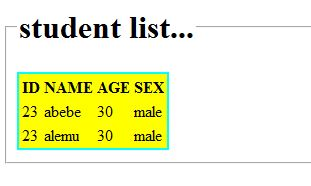 student list...
ID NAME AGE SEX
23 abebe 30 male
23 alemu 30 male